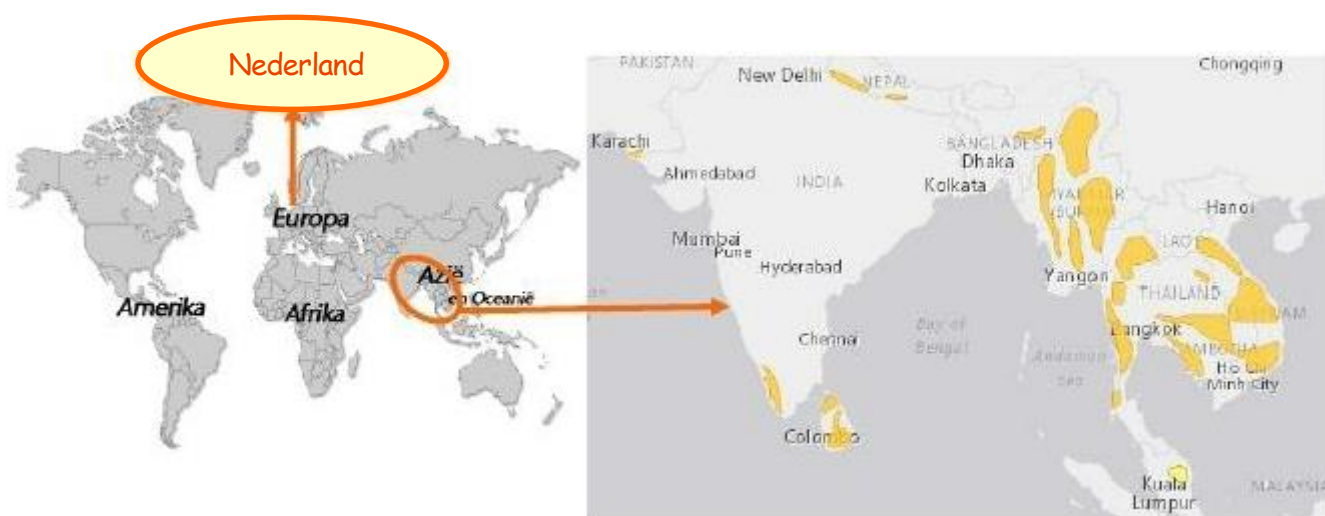 Nederland
Europa
Azië
en Oceanië
Amerika
Afrika
PAKISTAN
New Delhi
NEPAL
Chongqing
Karachi
BANGLADESH
Dhaka
Ahmedabad
INDIA
Kolkata
Hanoi
Mumbai
Pune
Hyderabad
Yangon
THAILAND
Bay of
Bengal
Chennai
Bangkok
Andaman
Sea
Ho Chi
Minh City
Colombo
Kuala
Lumpur
MALAYSIA